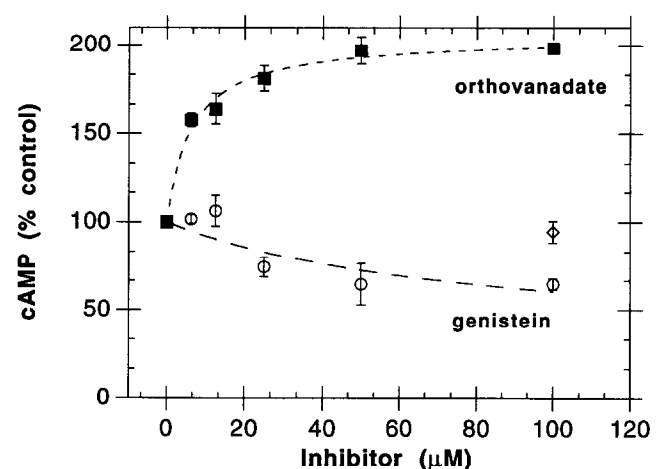 200
150
100
50
0
cAMP (% control)
orthovanadate
genistein
0 20 40 60 80 100 120
Inhibitor (μM)